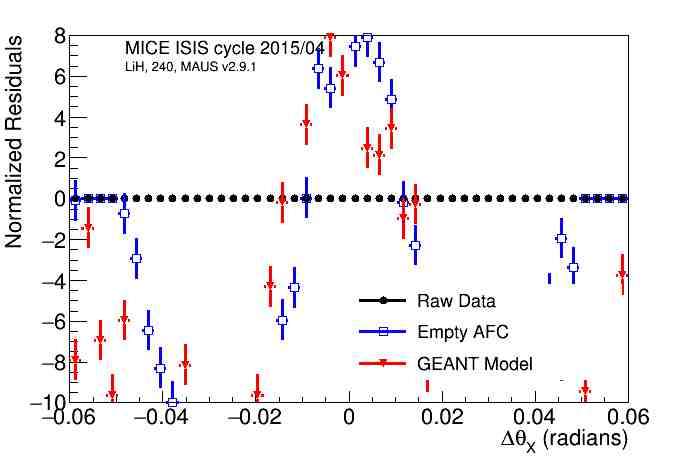 MICE ISIS cycle 2015/04
LiH, 240, MAUS v2.9.1
Normalized Residuals
8
6
4
2
0
−2
−4
−6
−8
−10
Raw Data
Empty AFC
GEANT Model
−0.06 −0.04 −0.02 0 0.02 0.04 0.06
Δθ_X (radians)